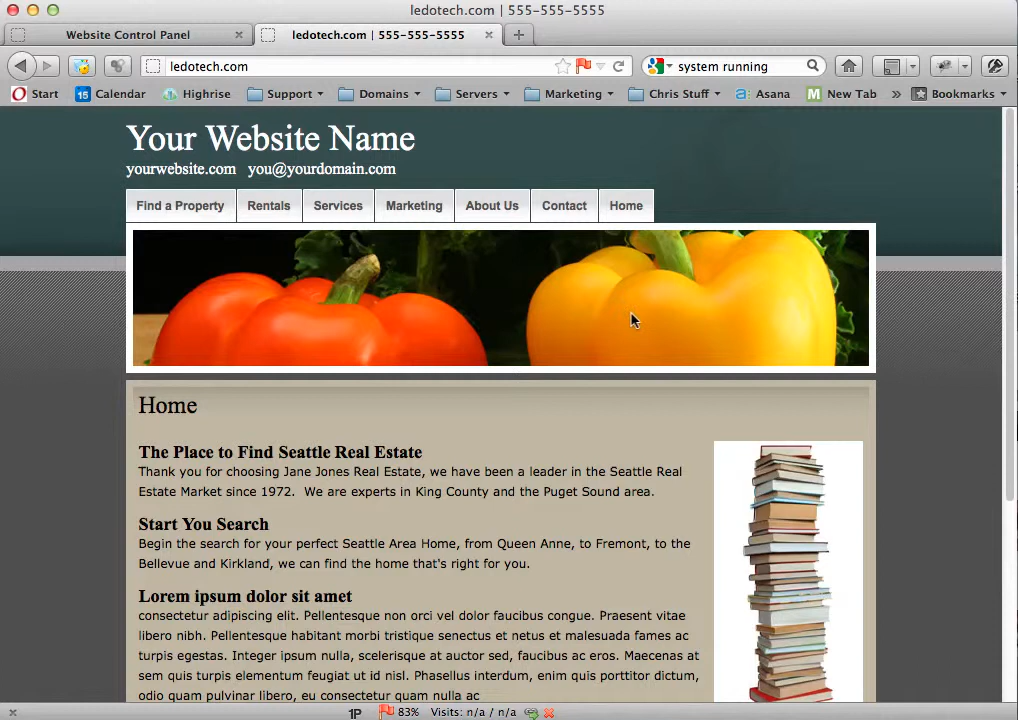 ledotech.com | 555-555-5555
Website Control Panel
ledotech.com | 555-555-5555
ledotech.com
system running
Start
15 Calendar
Highrise
Support
Domains
Servers
Marketing
Chris Stuff
a: Asana
M New Tab
»
Bookmarks
Your Website Name
yourwebsite.com you@yourdomain.com
Find a Property
Rentals
Services
Marketing
About Us
Contact
Home
Home
The Place to Find Seattle Real Estate
Thank you for choosing Jane Jones Real Estate, we have been a leader in the Seattle Real
Estate Market since 1972. We are experts in King County and the Puget Sound area.
Start You Search
Begin the search for your perfect Seattle Area Home, from Queen Anne, to Fremont, to the
Bellevue and Kirkland, we can find the home that's right for you.
Lorem ipsum dolor sit amet
consectetur adipiscing elit. Pellentesque non orci vel dolor faucibus congue. Praesent vitae
libero nibh. Pellentesque habitant morbi tristique senectus et netus et malesuada fames ac
turpis egestas. Integer ipsum nulla, scelerisque at auctor sed, faucibus ac eros. Maecenas at
sem quis turpis elementum feugiat ut id nisl. Phasellus interdum, enim quis porttitor dictum,
odio quam pulvinar libero, eu consectetur quam nulla ac
1P
83% Visits: n/a / n/a